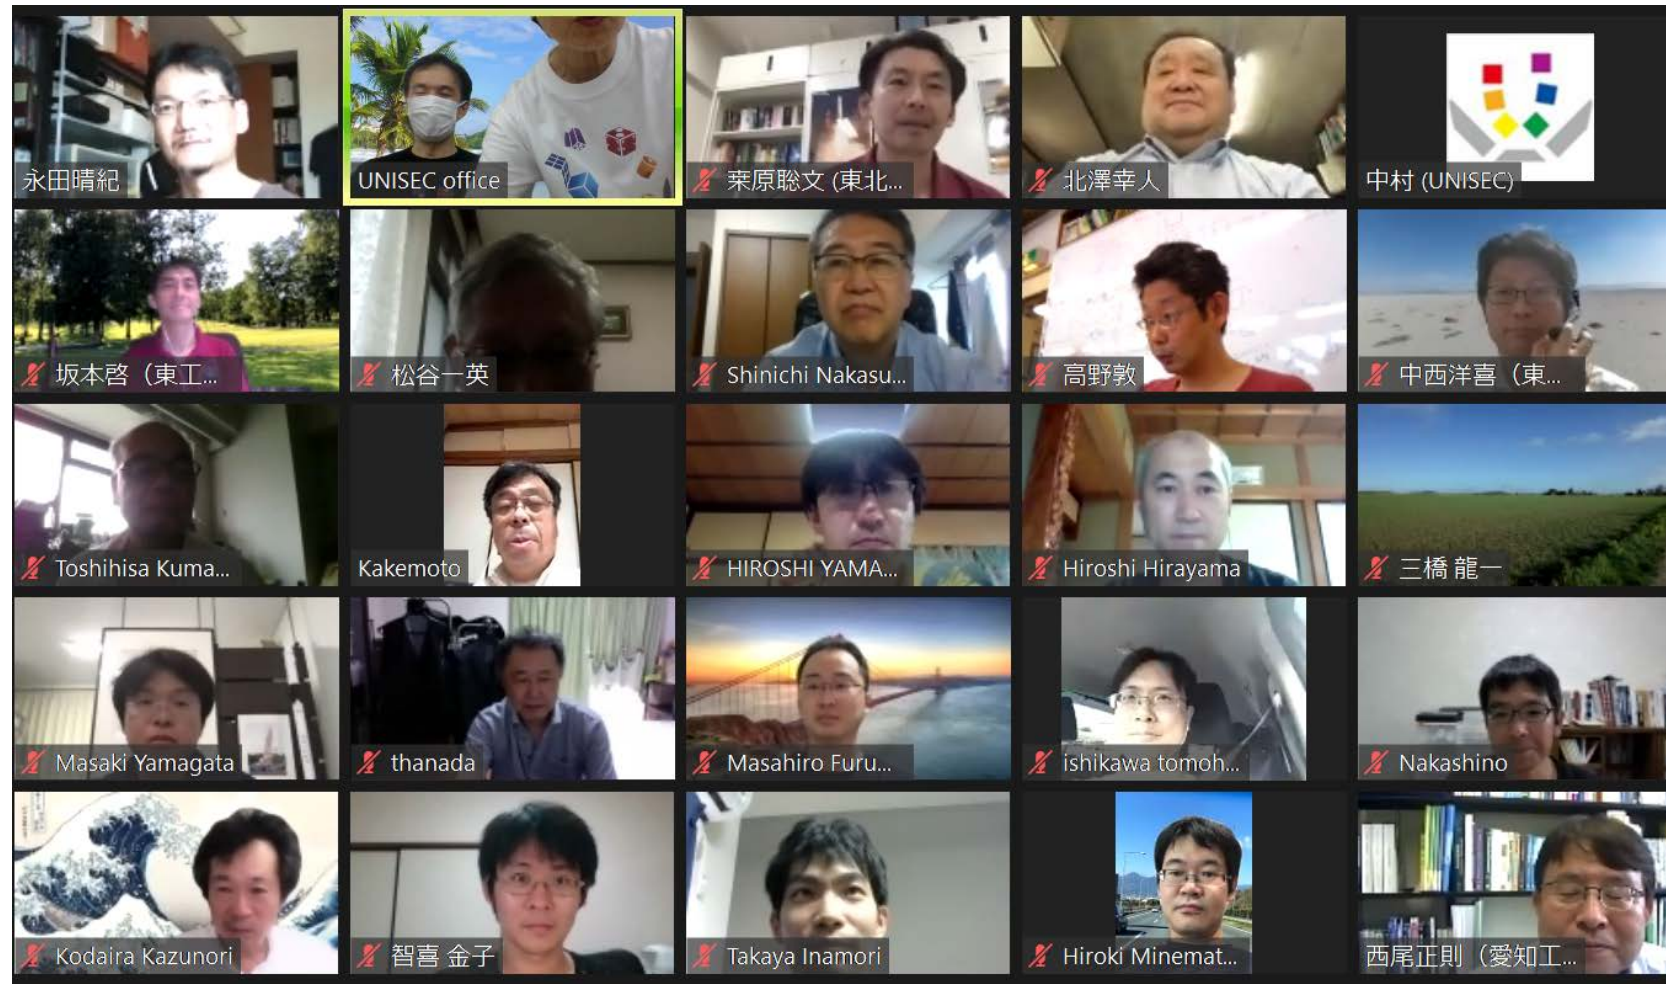 永田晴紀
UNISEC office
桒原聡文 (東北...
北澤幸人
中村 (UNISEC)
坂本啓（東工...
松谷一英
Shinichi Nakasu...
高野敦
中西洋喜（東...
Toshihisa Kuma...
Kakemoto
HIROSHI YAMA...
Hiroshi Hirayama
三橋 龍一
Masaki Yamagata
thanada
Masahiro Furu...
ishikawa tomoh...
Nakashino
Kodaira Kazunori
智喜 金子
Takaya Inamori
Hiroki Minemat...
西尾正則（愛知工...